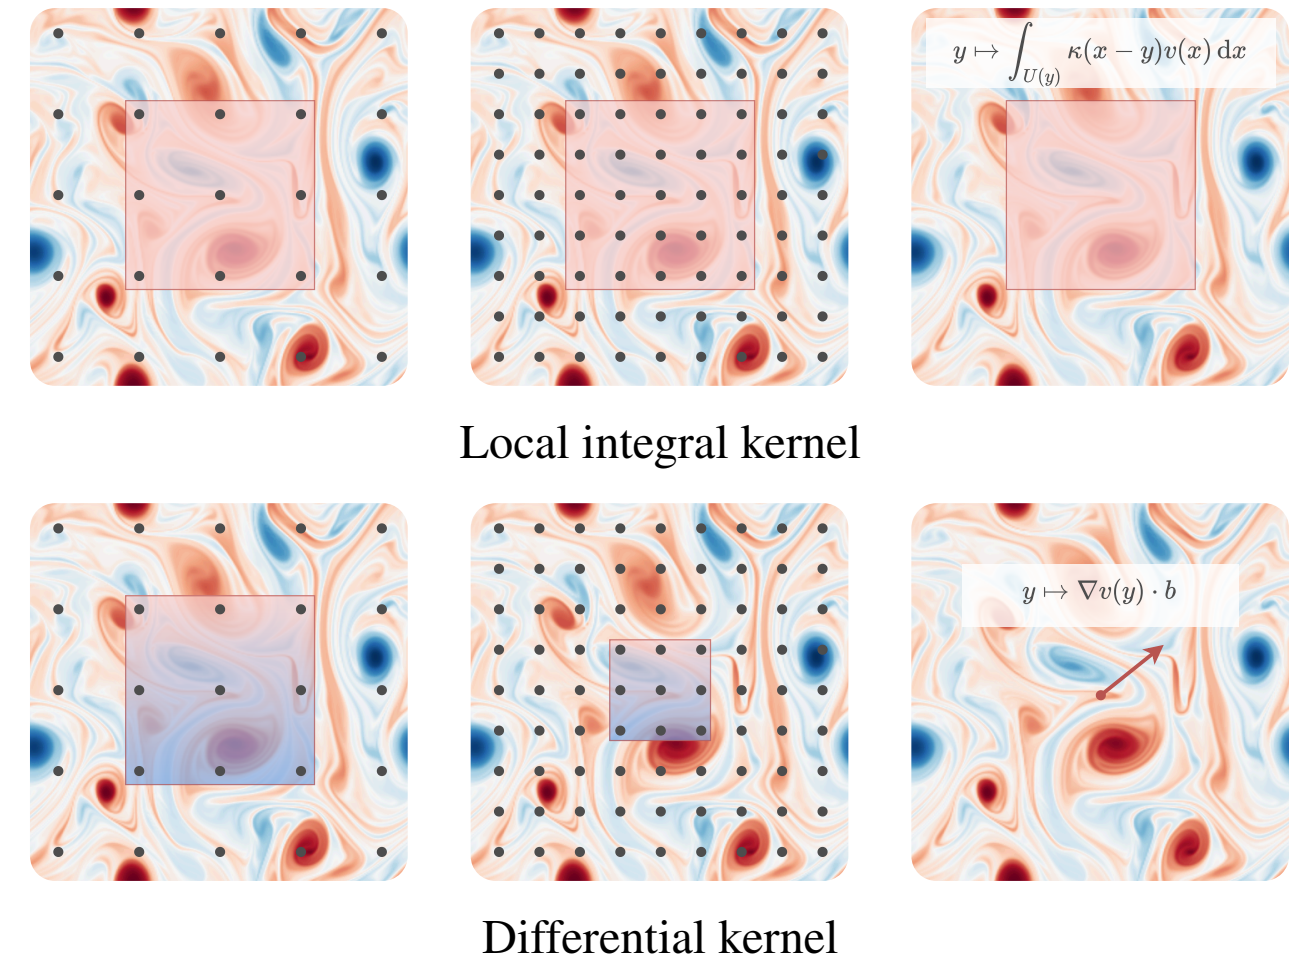 y ↦ ∫_{U(y)} κ(x − y)v(x) dx
Local integral kernel
y ↦ ∇v(y) · b
Differential kernel